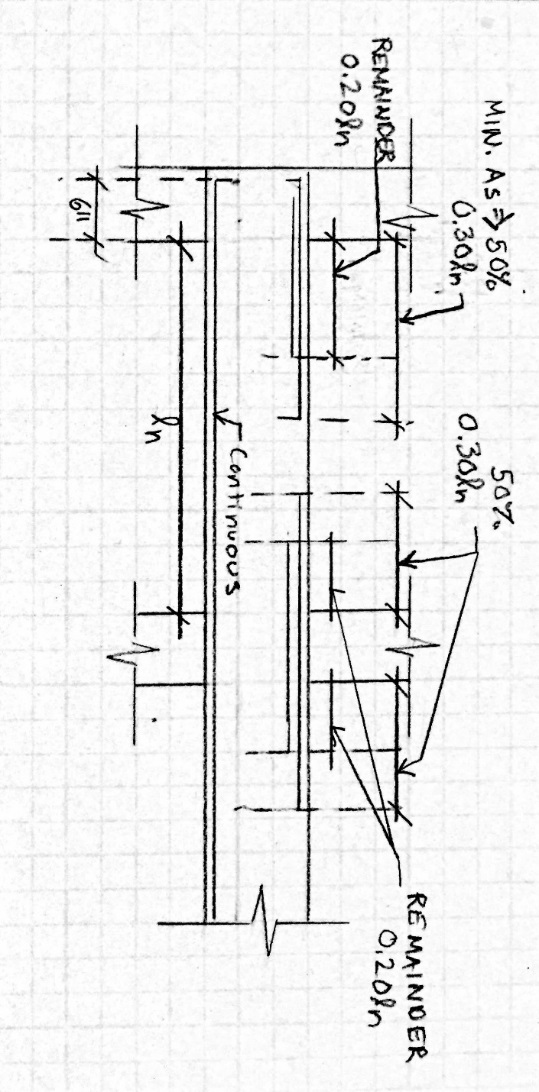 MIN. As => 50%
0.30ln
REMAINDER
0.20ln
50%
0.30ln
REMAINDER
0.20ln
Continuous
ln
6"